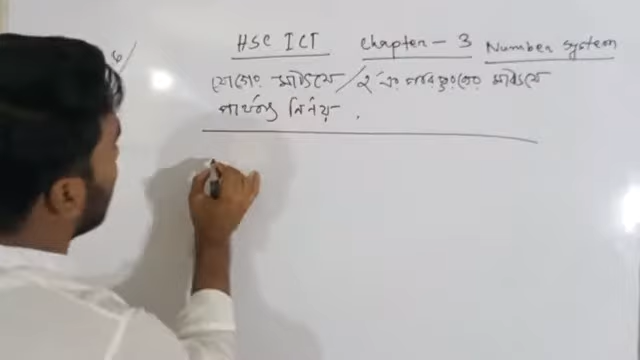 HSC ICT Chapter - 3 Number System
যোগের মাধ্যমে / ২ এর পরিপূরকের মাধ্যমে
পার্থক্য নির্ণয় -